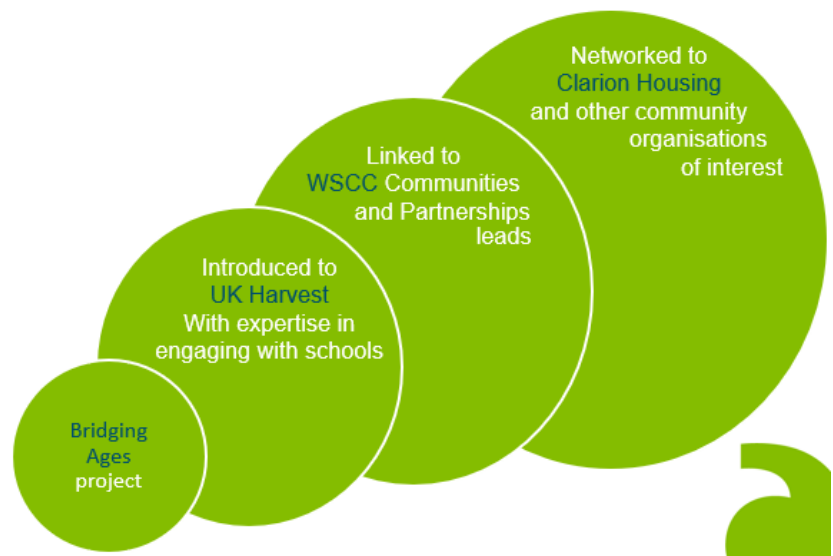 Networked to
Clarion Housing
and other community
organisations
of interest
Linked to
WSCC Communities
and Partnerships
leads
Introduced to
UK Harvest
With expertise in
engaging with schools
Bridging
Ages
project